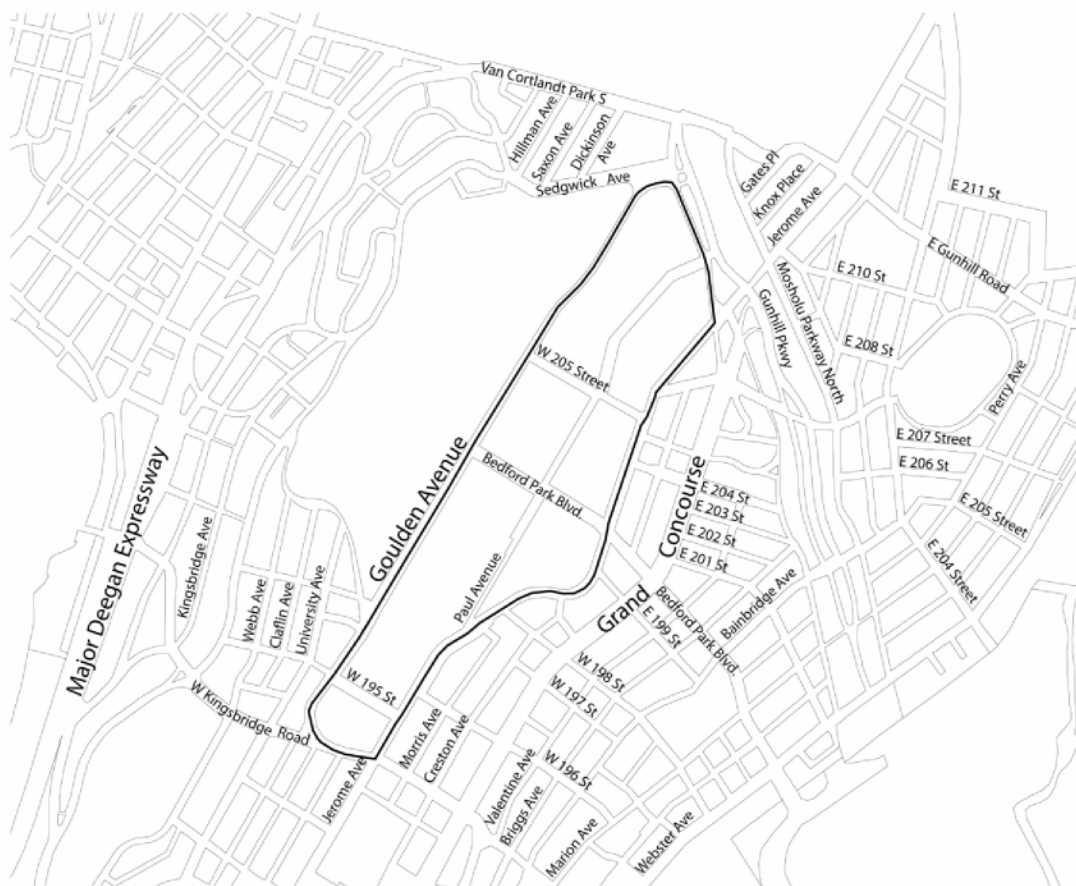 Van Cortlandt Park S
Hillman Ave
Saxon Ave
Dickinson
Ave
Sedgwick Ave
Gates Pl
Knox Place
Jerome Ave
E 211 St
E Gunhill Road
E 210 St
Mosholu Parkway North
Gunhill Pkwy
E 208 St
Perry Ave
W 205 Street
E 207 Street
E 206 St
E 205 Street
E 204 Street
Goulden Avenue
Bedford Park Blvd.
Concourse
E 204 St
E 203 St
E 202 St
E 201 St
Major Deegan Expressway
Kingsbridge Ave
Webb Ave
Claflin Ave
University Ave
Paul Avenue
Grand
Bedford Park Blvd.
Bainbridge Ave
E 199 St
W 198 St
W 197 St
W 195 St
W Kingsbridge Road
Morris Ave
Creston Ave
Jerome Ave
W 196 St
Valentine Ave
Briggs Ave
Marion Ave
Webster Ave